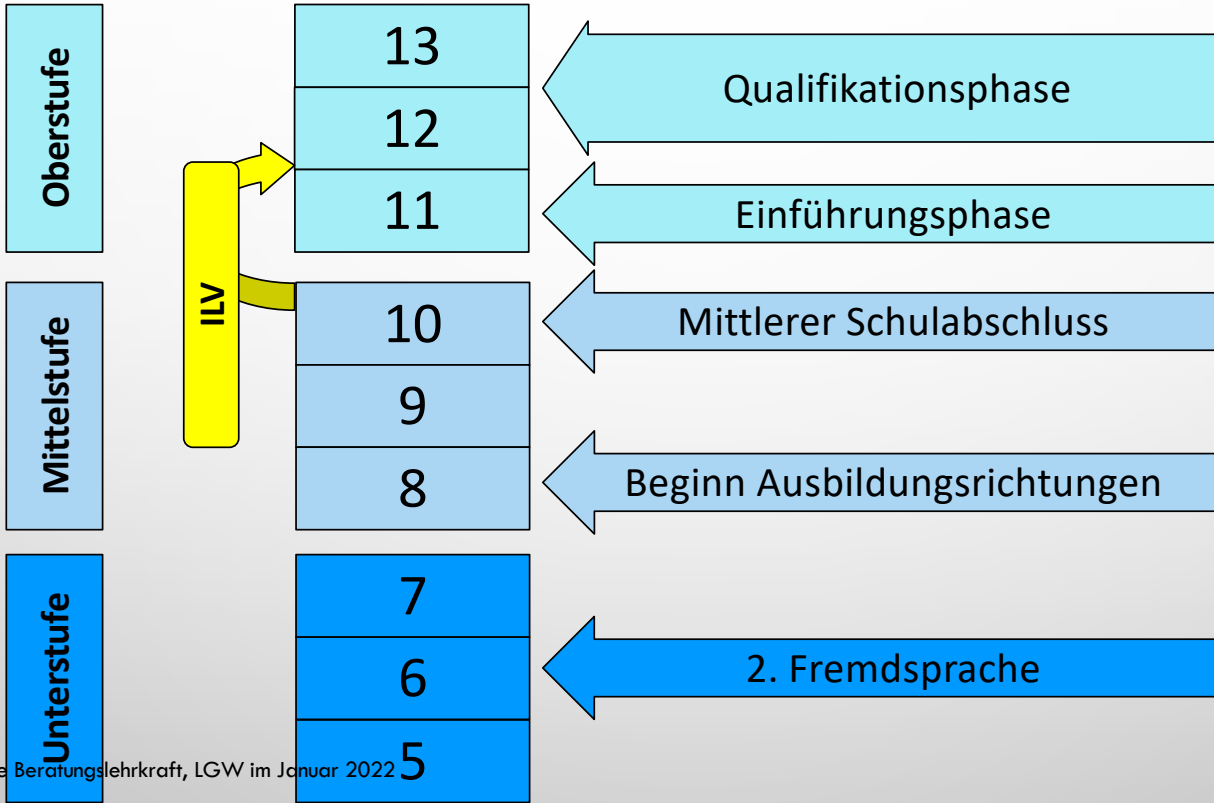 Oberstufe
13
12
11
Qualifikationsphase
Einführungsphase
ILV
Mittelstufe
10
9
8
Mittlerer Schulabschluss
Beginn Ausbildungsrichtungen
Unterstufe
7
6
5
2. Fremdsprache
e Beratungslehrkraft, LGW im Januar 2022